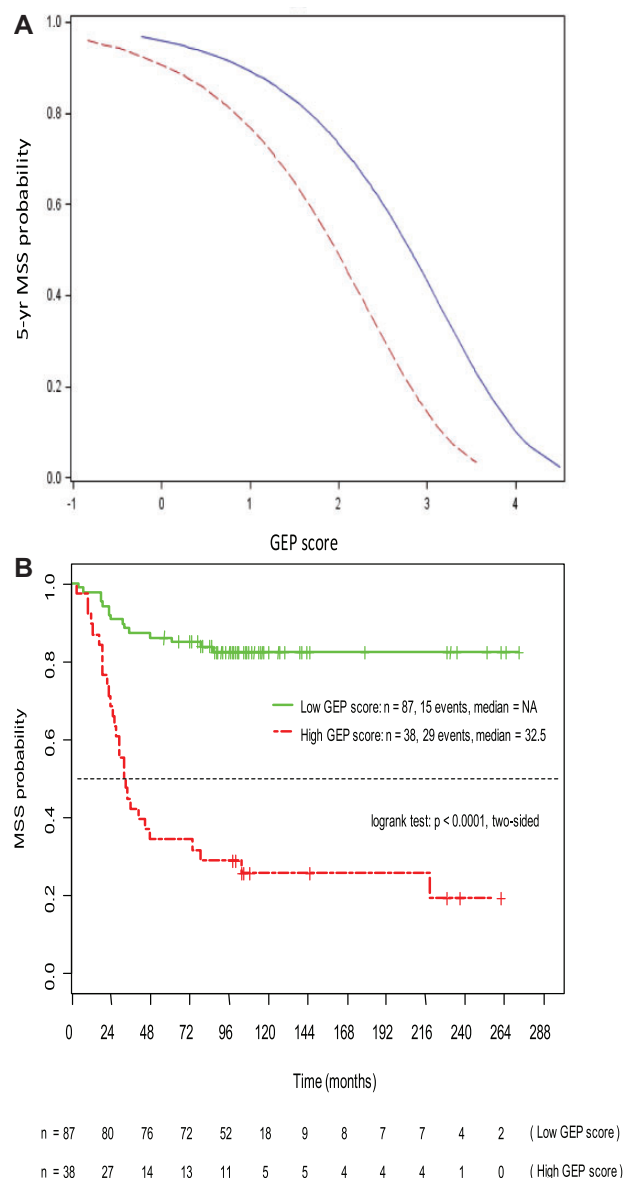 A
1.0
0.8
0.6
0.4
0.2
0.0
5-yr MSS probability
-1 0 1 2 3 4
GEP score
B
1.0
0.8
0.6
0.4
0.2
0.0
MSS probability
Low GEP score: n = 87, 15 events, median = NA
High GEP score: n = 38, 29 events, median = 32.5
logrank test: p < 0.0001, two-sided
0 24 48 72 96 120 144 168 192 216 240 264 288
Time (months)
n = 87 80 76 72 52 18 9 8 7 7 4 2 ( Low GEP score )
n = 38 27 14 13 11 5 5 4 4 4 1 0 (High GEP score )